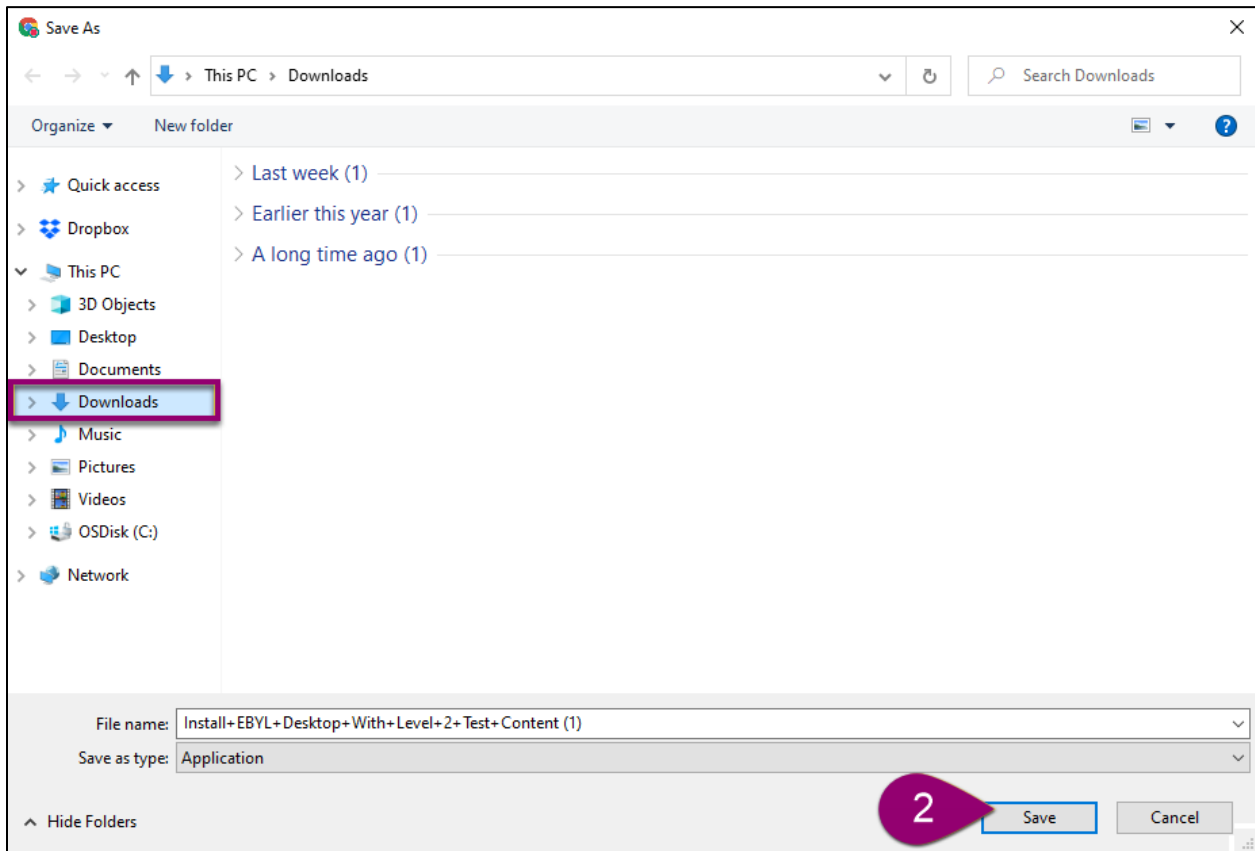 Save As
This PC > Downloads
Search Downloads
Organize
New folder
?
Quick access
Dropbox
This PC
3D Objects
Desktop
Documents
Downloads
Music
Pictures
Videos
OSDisk (C:)
Network
Last week (1)
Earlier this year (1)
A long time ago (1)
File name: Install+EBYL+Desktop+With+Level+2+Test+Content (1)
Save as type: Application
Hide Folders
2
Save
Cancel